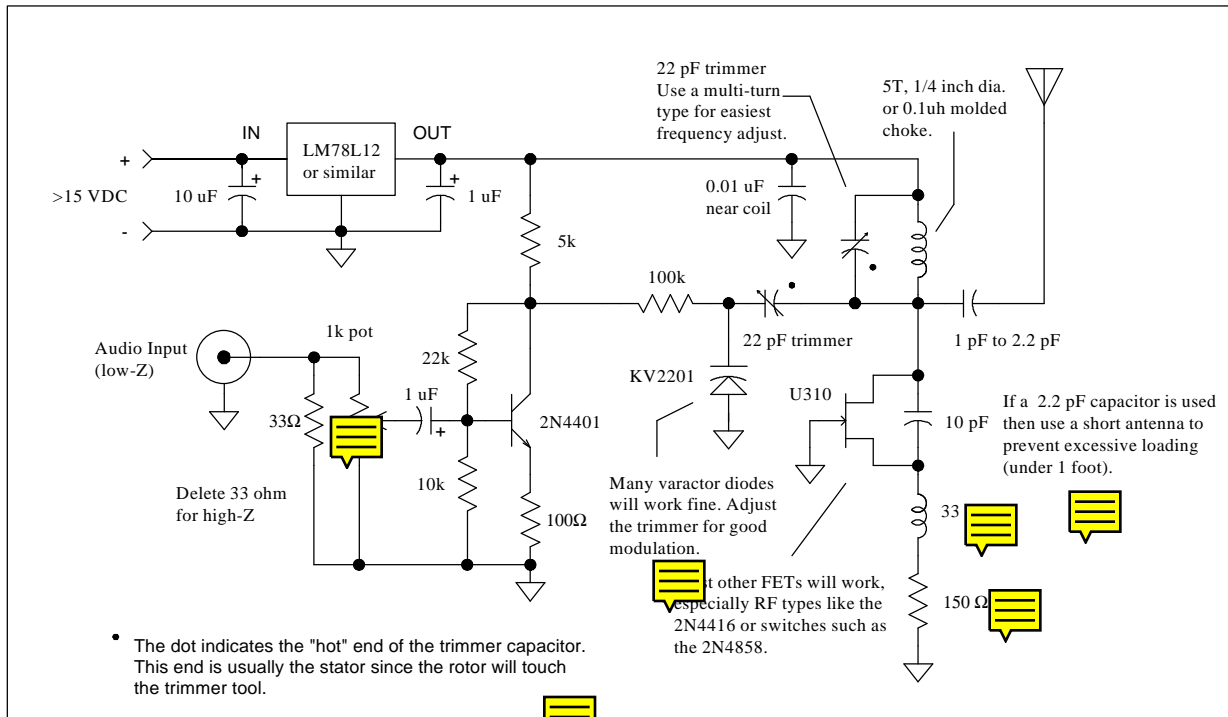 22 pF trimmer
Use a multi-turn
type for easiest
frequency adjust.
5T, 1/4 inch dia.
or 0.1uh molded
choke.
IN
OUT
LM78L12
or similar
+
>15 VDC
-
10 uF
+
+
1 uF
0.01 uF
near coil
5k
100k
22 pF trimmer
1 pF to 2.2 pF
Audio Input
(low-Z)
1k pot
22k
1 uF
+
33Ω
2N4401
KV2201
U310
10 pF
If a 2.2 pF capacitor is used
then use a short antenna to
prevent excessive loading
(under 1 foot).
Delete 33 ohm
for high-Z
10k
100Ω
Many varactor diodes
will work fine. Adjust
the trimmer for good
modulation.
33
other FETs will work,
especially RF types like the
2N4416 or switches such as
the 2N4858.
150 Ω
• The dot indicates the "hot" end of the trimmer capacitor.
This end is usually the stator since the rotor will touch
the trimmer tool.